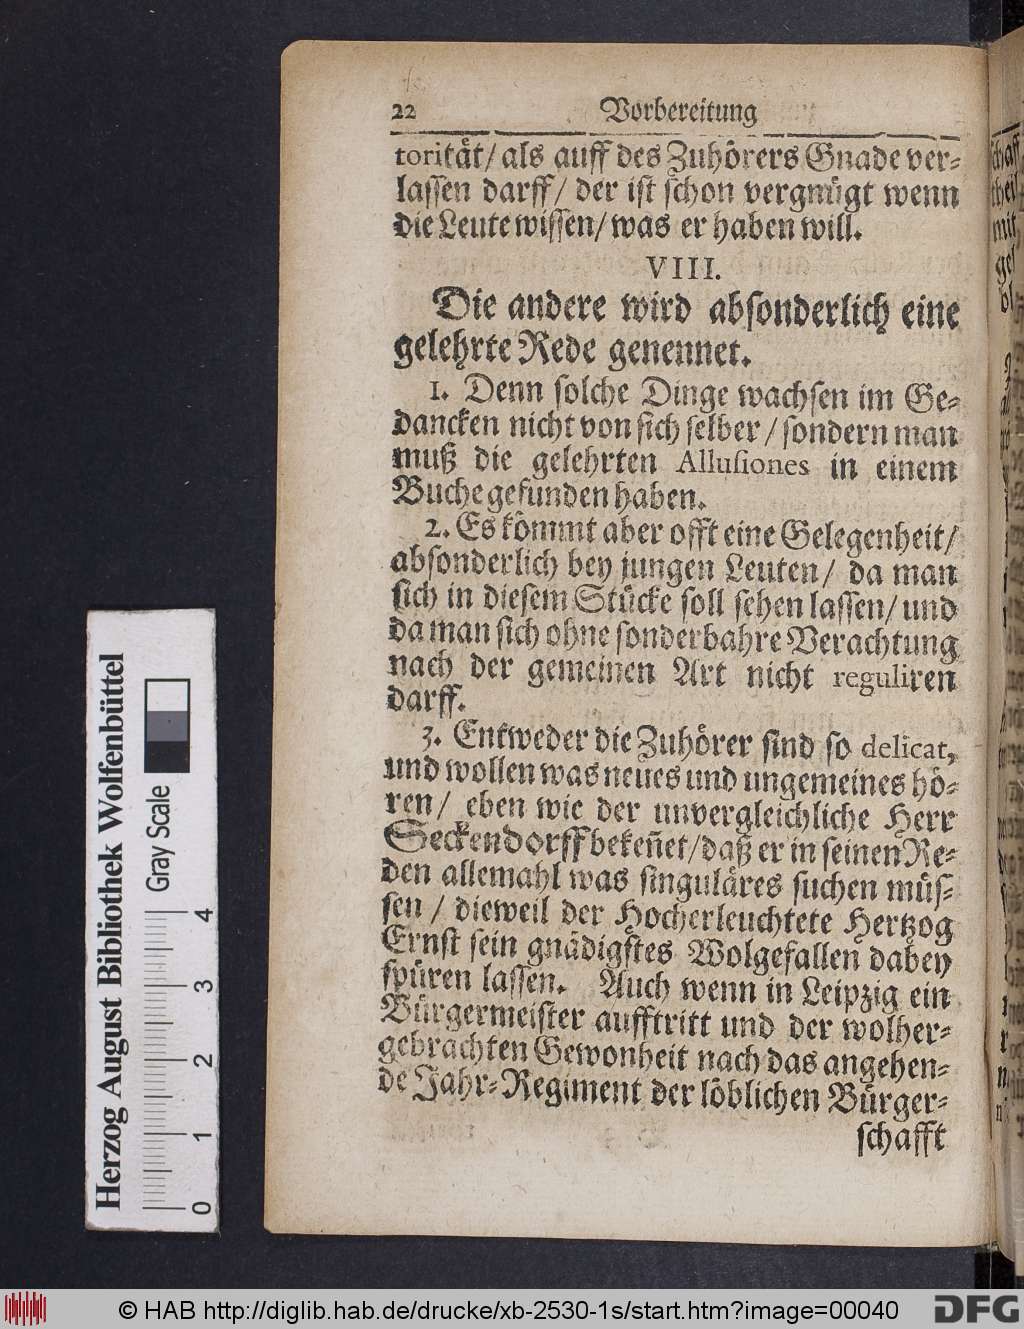 22 Vorbereitung
torität/ als auff des Zuhörers Gnade ver-
lassen darff/ der ist schon vergnügt wenn
die Leute wissen/ was er haben will.
VIII.
Die andere wird absonderlich eine
gelehrte Rede genennet.
1. Denn solche Dinge wachsen im Ge-
dancken nicht von sich selber/ sondern man
muß die gelehrten Allusiones in einem
Buche gefunden haben.
2. Es kömmt aber offt eine Gelegenheit/
absonderlich bey jungen Leuten/ da man
sich in diesem Stücke soll sehen lassen/ und
da man sich ohne sonderbahre Verachtung
nach der gemeinen Art nicht reguliren
darff.
3. Entweder die Zuhörer sind so delicat,
und wollen was neues und ungemeines hö-
ren/ eben wie der unvergleichliche Herr
Seckendorff bekeñet/ daß er in seinen Re-
den allemahl was singuläres suchen müs-
sen/ dieweil der Hocherleuchtete Hertzog
Ernst sein gnädigstes Wolgefallen dabey
spüren lassen. Auch wenn in Leipzig ein
Bürgermeister aufftritt und der wolher-
gebrachten Gewonheit nach das angehen-
de Jahr-Regiment der löblichen Bürger-
schafft
Herzog August Bibliothek Wolfenbüttel
Gray Scale
0 1 2 3 4
© HAB http://diglib.hab.de/drucke/xb-2530-1s/start.htm?image=00040
DFG